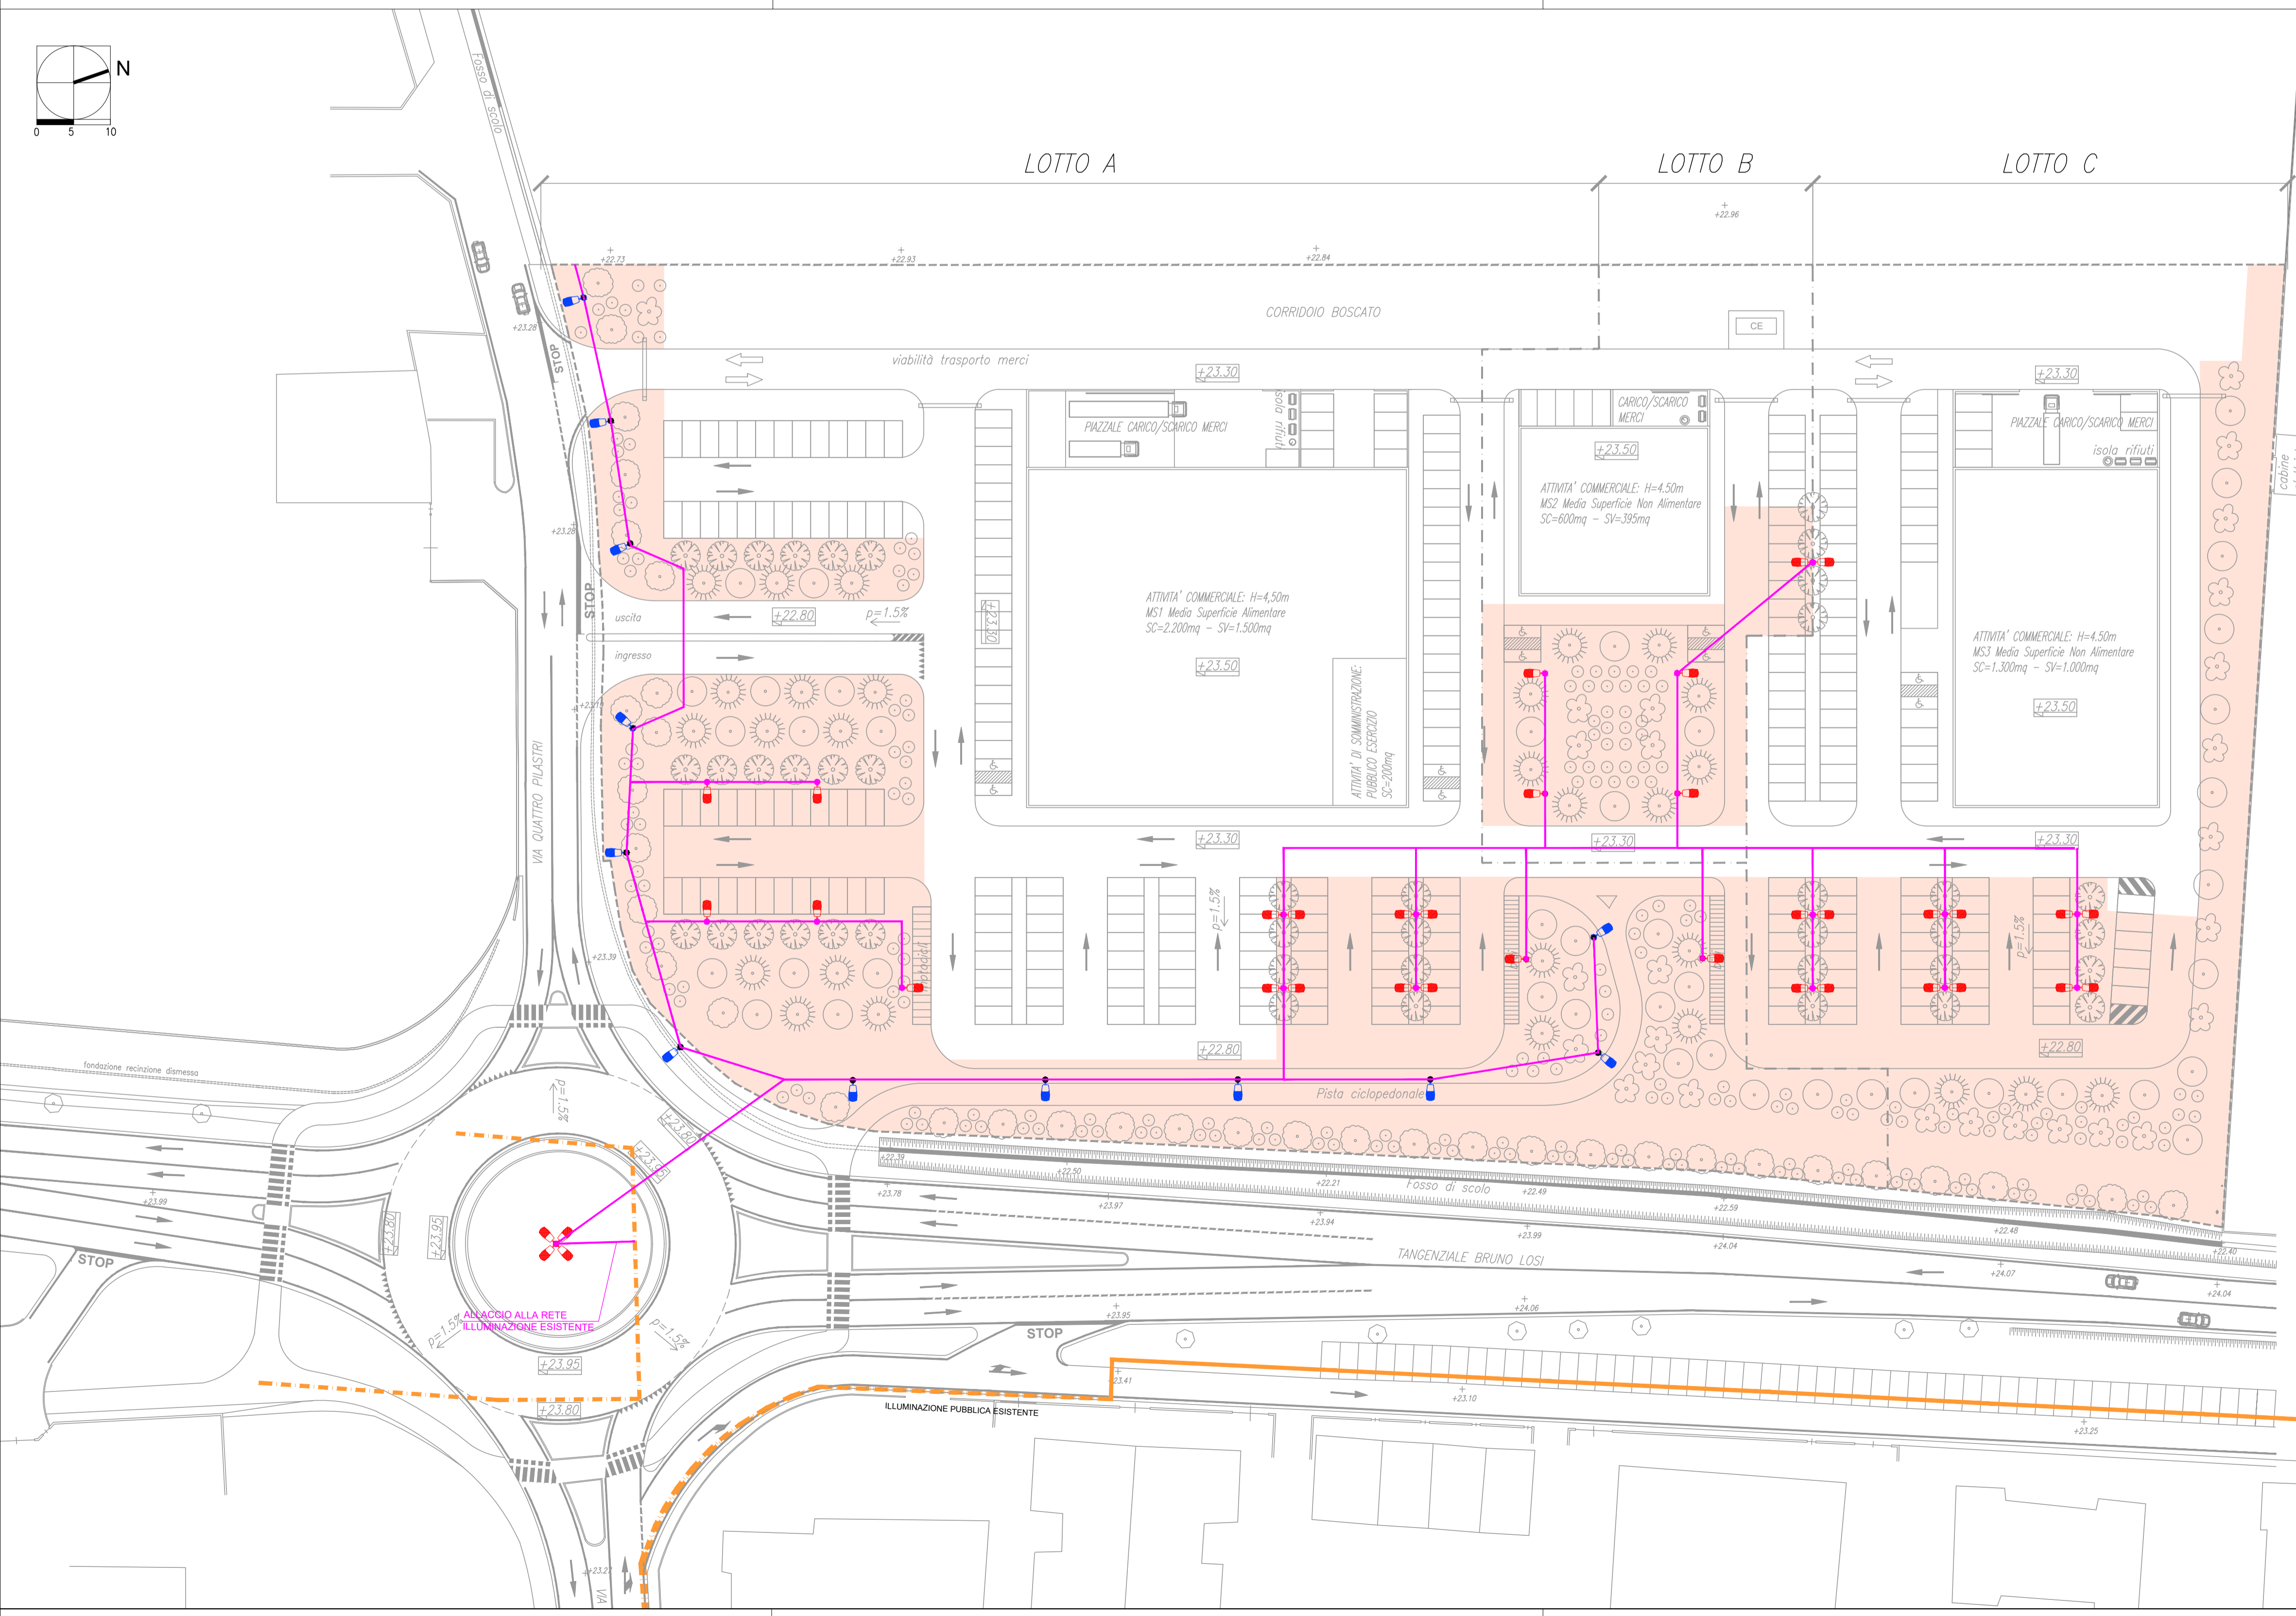 N
0 5 10
Fosso di scolo
LOTTO A
LOTTO B
LOTTO C
+22.96
+22.73
+22.93
+22.84
CORRIDOIO BOSCATO
CE
+23.28
STOP
viabilità trasporto merci
+23.30
+23.30
PIAZZALE CARICO/SCARICO MERCI
isola rifiuti
CARICO/SCARICO
MERCI
+23.50
PIAZZALE CARICO/SCARICO MERCI
isola rifiuti
cabine
ATTIVITA' COMMERCIALE: H=4.50m
MS2 Media Superficie Non Alimentare
SC=600mq - SV=395mq
+23.28
STOP
uscita
+22.80
p=1.5%
ingresso
+23.30
ATTIVITA' COMMERCIALE: H=4,50m
MS1 Media Superficie Alimentare
SC=2.200mq - SV=1.500mq
+23.50
ATTIVITA' DI SOMMINISTRAZIONE:
PUBBLICO ESERCIZIO
SC=200mq
ATTIVITA' COMMERCIALE: H=4.50m
MS3 Media Superficie Non Alimentare
SC=1.300mq - SV=1.000mq
+23.50
VIA QUATTRO PILASTRI
+23.30
+23.30
+23.30
p=1.5%
p=1.5%
motocicli
+23.39
+22.80
+22.80
Pista ciclopedonale
fondazione recinzione dismessa
p=1.5%
+23.80
+23.95
+22.39
+22.50
+22.21
Fosso di scolo
+22.49
+22.59
+22.48
+22.40
+23.99
+23.78
+23.97
+23.94
+23.99
+24.04
+24.07
+24.04
+23.80
+23.95
STOP
TANGENZIALE BRUNO LOSI
ALLACCIO ALLA RETE
ILLUMINAZIONE ESISTENTE
p=1.5%
p=1.5%
+23.95
+24.06
STOP
+23.95
+23.41
+23.10
+23.25
+23.80
ILLUMINAZIONE PUBBLICA ESISTENTE
+23.27
VIA